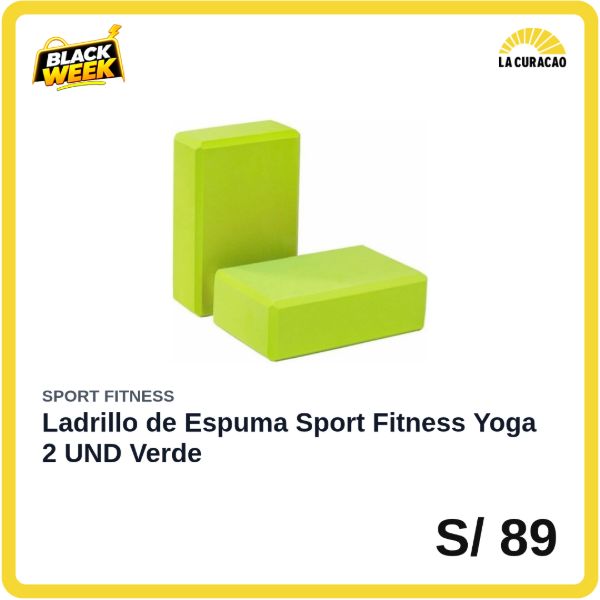 BLACK
WEEK
LA CURACAO
SPORT FITNESS
Ladrillo de Espuma Sport Fitness Yoga
2 UND Verde
S/ 89